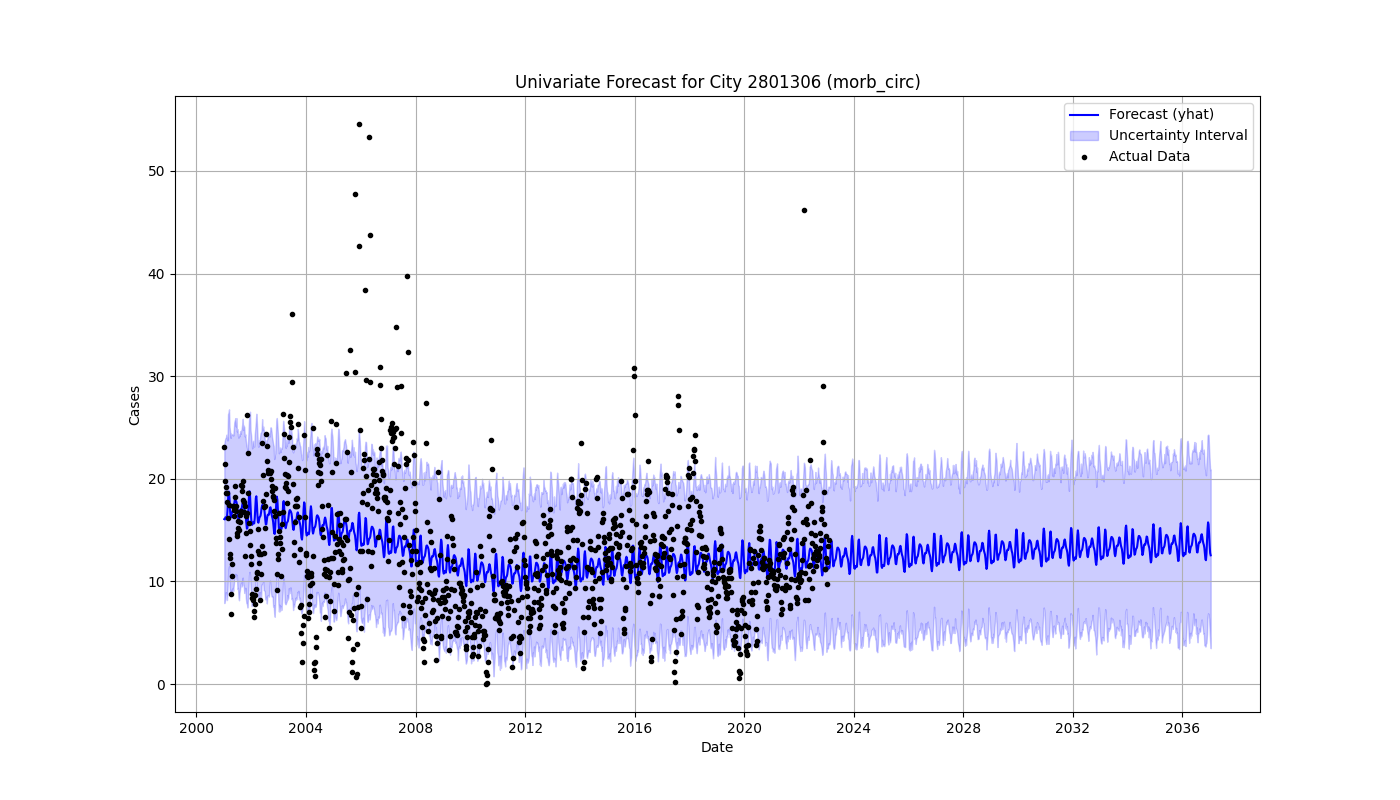 Univariate Forecast for City 2801306 (morb_circ)
Forecast (yhat)
Uncertainty Interval
Actual Data
Cases
50
40
30
20
10
0
2000 2004 2008 2012 2016 2020 2024 2028 2032 2036
Date